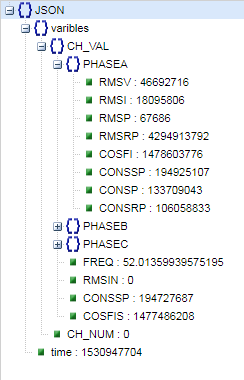 JSON
varibles
CH_VAL
PHASEA
RMSV : 46692716
RMSI : 18095806
RMSP : 67686
RMSRP : 4294913792
COSFI : 1478603776
CONSSP : 194925107
CONSP : 133709043
CONSRP : 106058833
PHASEB
PHASEC
FREQ : 52.01359939575195
RMSIN : 0
CONSSP : 194727687
COSFIS : 1477486208
CH_NUM : 0
time : 1530947704